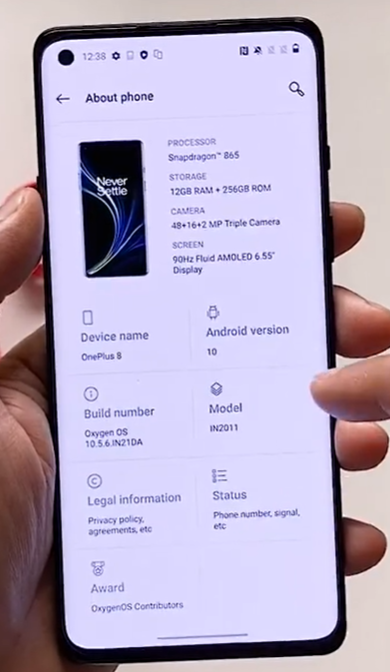 12:38
About phone
PROCESSOR
Snapdragon™ 865
STORAGE
12GB RAM + 256GB ROM
CAMERA
48+16+2 MP Triple Camera
SCREEN
90Hz Fluid AMOLED 6.55"
Display
Never
Settle
Device name
OnePlus 8
Android version
10
Build number
Oxygen OS
10.5.6.IN21DA
Model
IN2011
Legal information
Privacy policy,
agreements, etc
Status
Phone number, signal,
etc
Award
OxygenOS Contributors